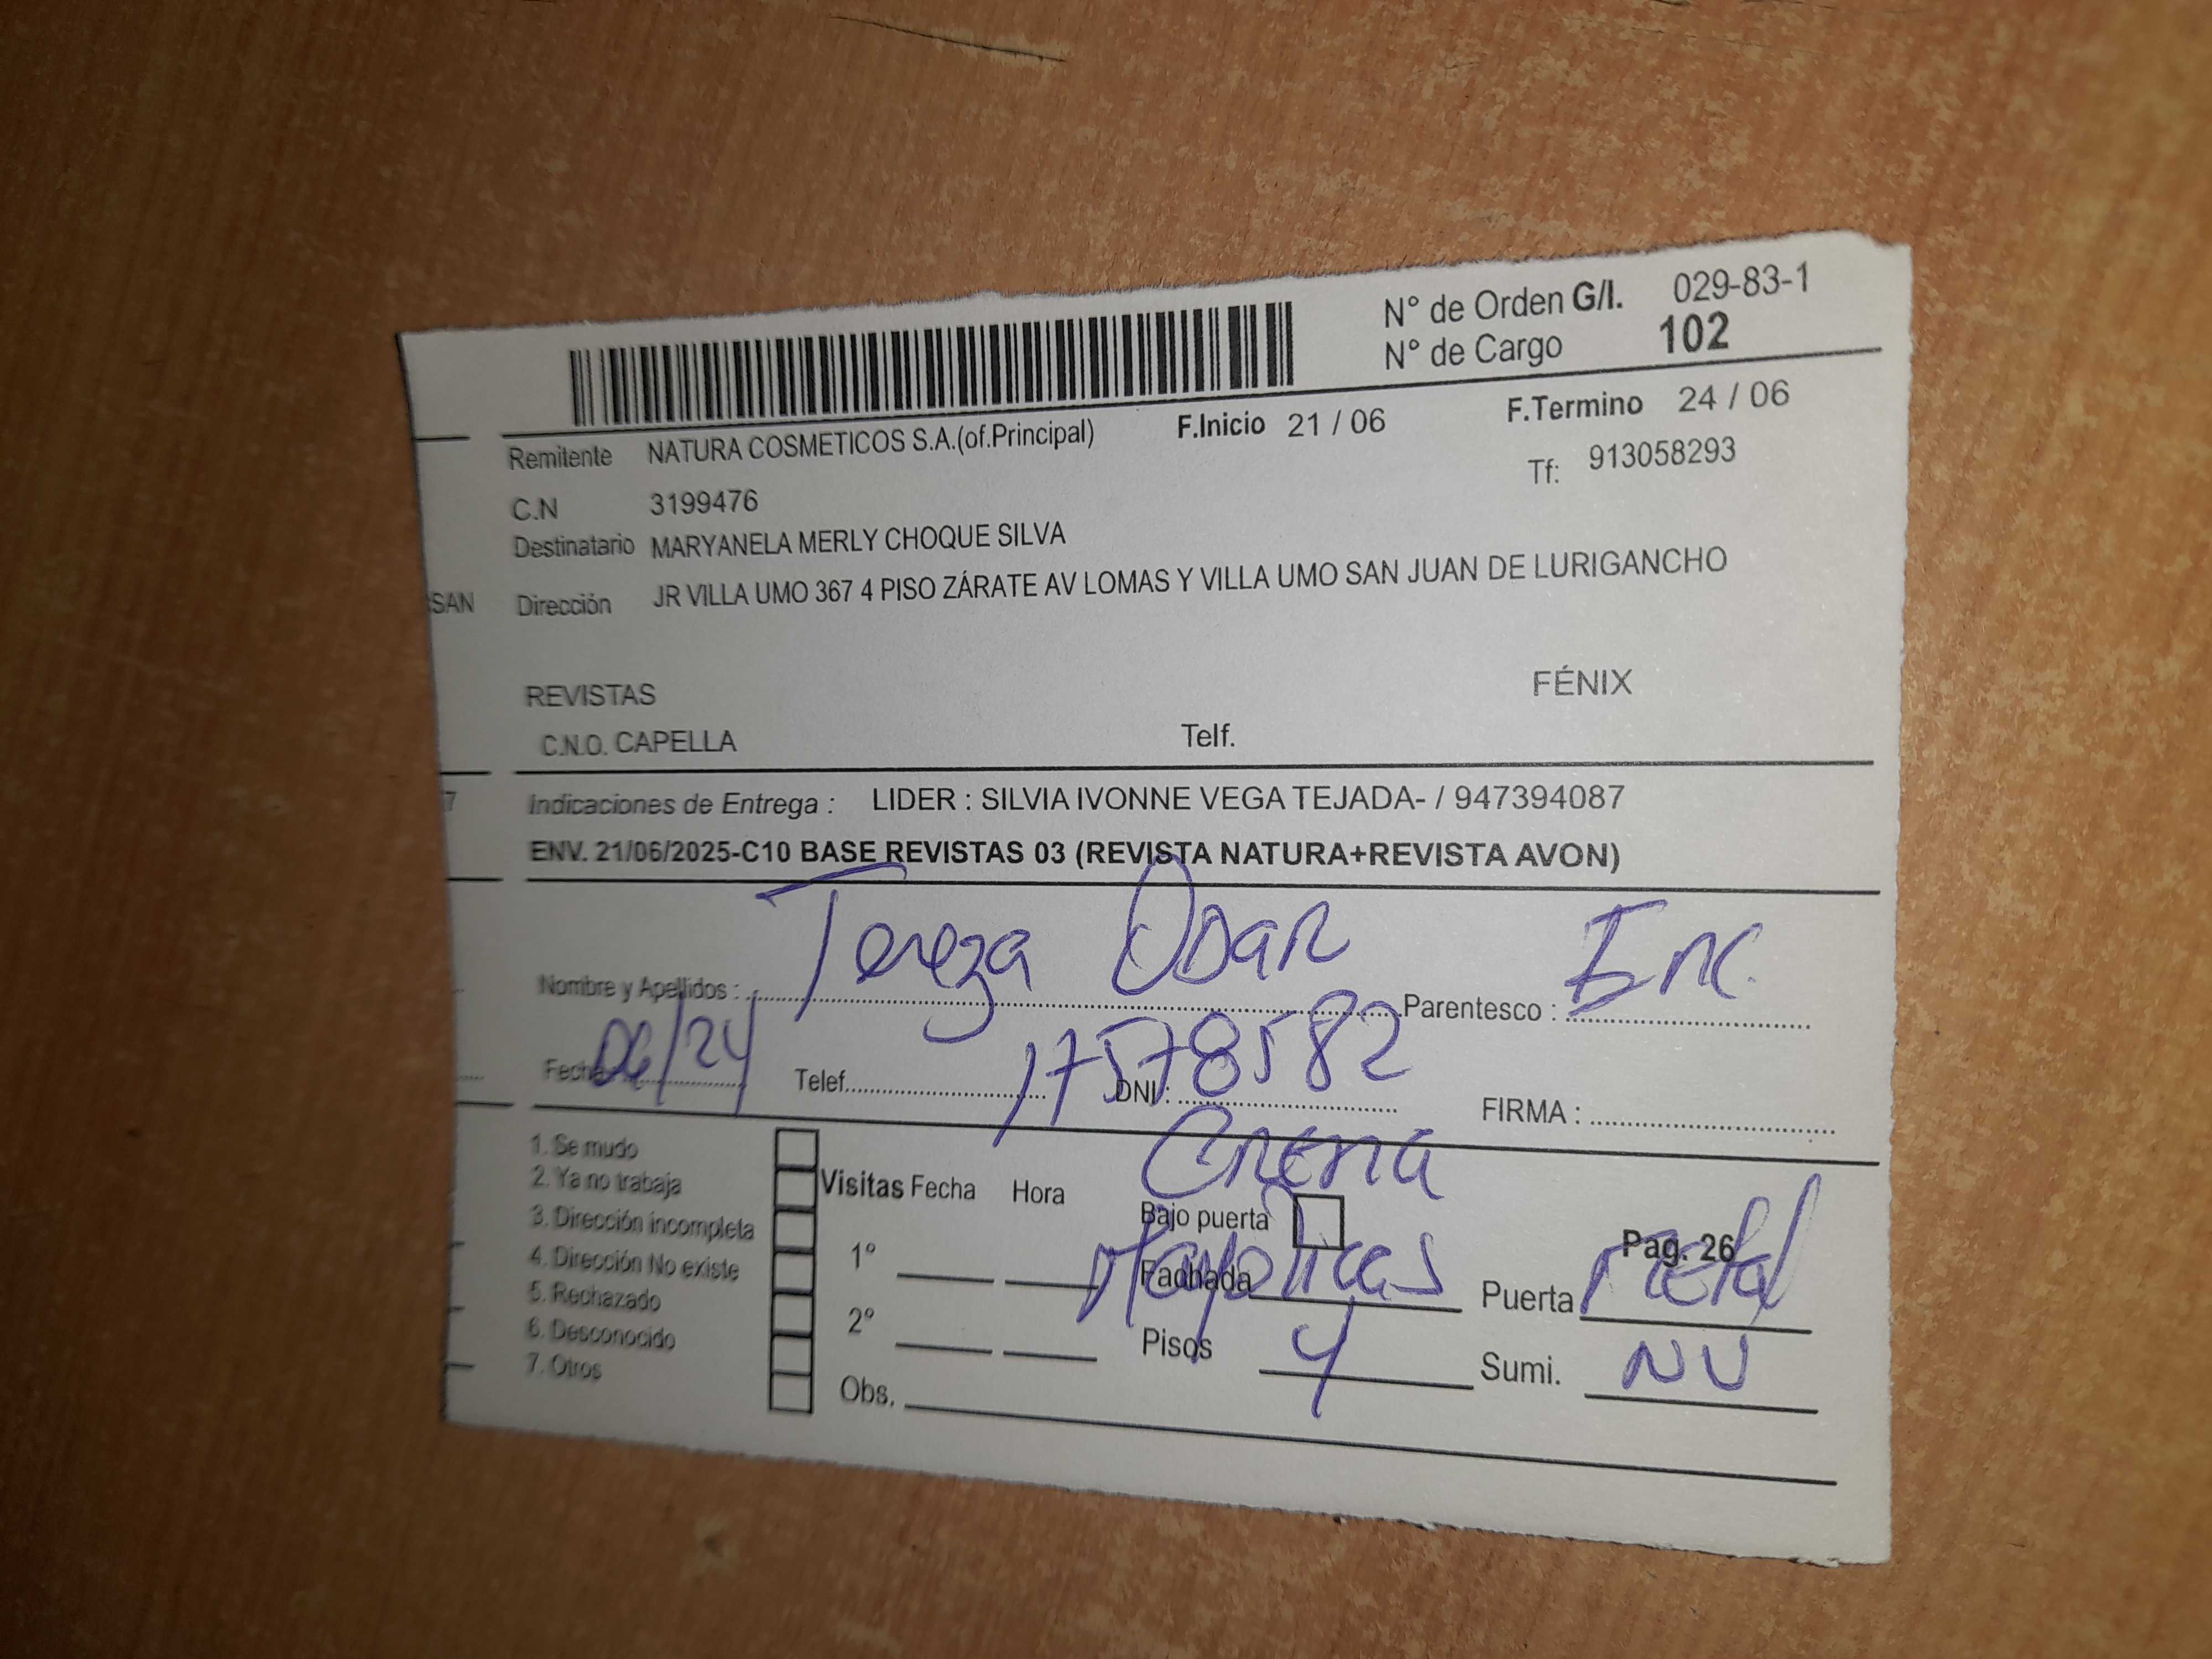 N° de Orden G/I. 029-83-1
N° de Cargo 102
Remitente NATURA COSMETICOS S.A.(of.Principal) F.Inicio 21 / 06 F.Termino 24 / 06
C.N 3199476 Tf: 913058293
Destinatario MARYANELA MERLY CHOQUE SILVA
SAN Dirección JR VILLA UMO 367 4 PISO ZÁRATE AV LOMAS Y VILLA UMO SAN JUAN DE LURIGANCHO
REVISTAS FÉNIX
C.N.O. CAPELLA Telf.
7 Indicaciones de Entrega : LIDER : SILVIA IVONNE VEGA TEJADA- / 947394087
ENV. 21/06/2025-C10 BASE REVISTAS 03 (REVISTA NATURA+REVISTA AVON)
Nombre y Apellidos : Tereza Obar Parentesco : Enc.
Fecha 06/24 Telef. DNI : 17578582 FIRMA :
Crema
1. Se mudo
2. Ya no trabaja Visitas Fecha Hora
3. Dirección incompleta Bajo puerta
4. Dirección No existe 1° Fachada Mayolicas Puerta Metal Pag. 26
5. Rechazado
6. Desconocido 2° Pisos 4 Sumi. NV
7. Otros Obs.